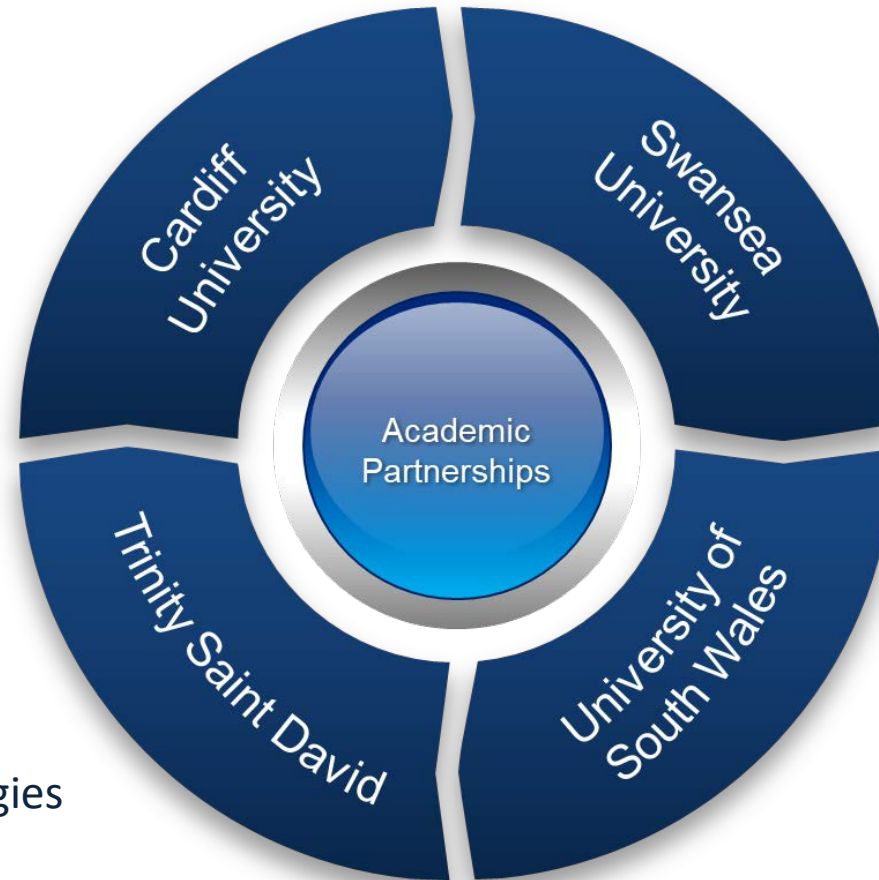 Cardiff
University
Swansea
University
Academic
Partnerships
Trinity Saint David
University of
South Wales
gies